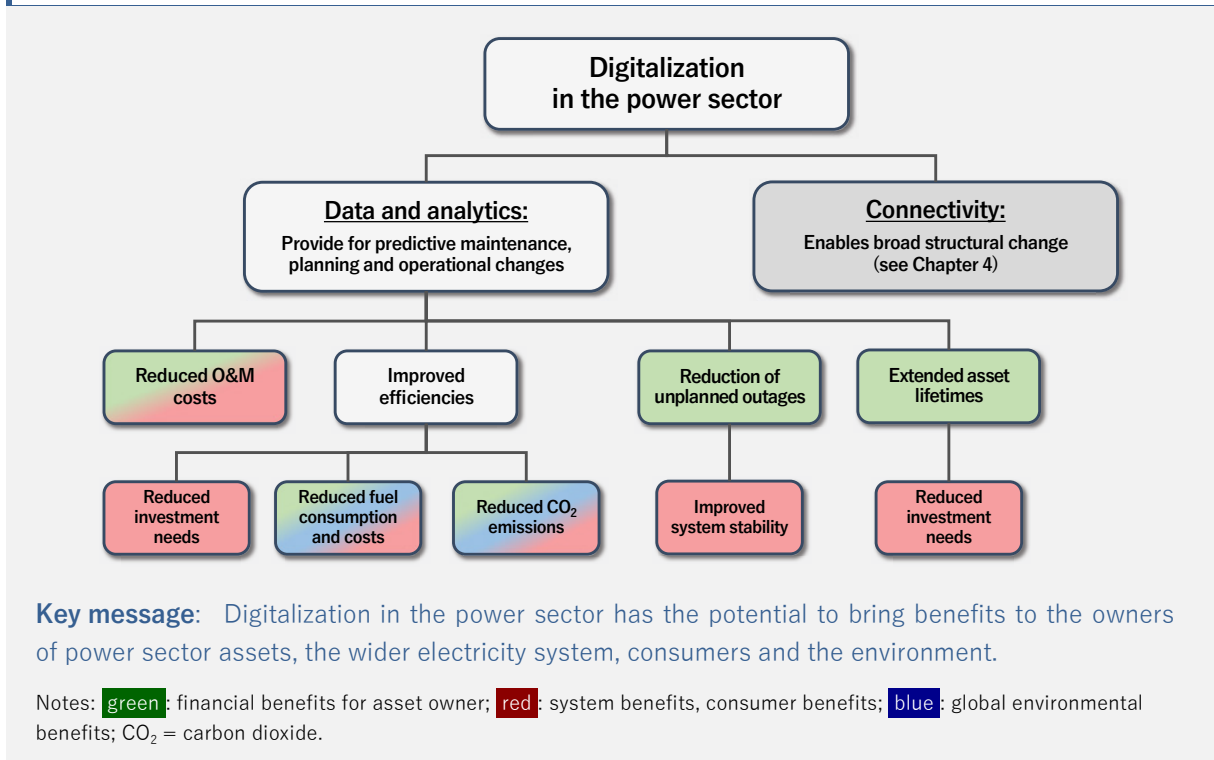 Digitalization
in the power sector
Data and analytics:
Provide for predictive maintenance,
planning and operational changes
Connectivity:
Enables broad structural change
(see Chapter 4)
Reduced O&M
costs
Improved
efficiencies
Reduction of
unplanned outages
Extended asset
lifetimes
Reduced
investment
needs
Reduced fuel
consumption
and costs
Reduced CO₂
emissions
Improved
system stability
Reduced
investment
needs
Key message: Digitalization in the power sector has the potential to bring benefits to the owners
of power sector assets, the wider electricity system, consumers and the environment.
Notes: green: financial benefits for asset owner; red: system benefits, consumer benefits; blue: global environmental
benefits; CO₂ = carbon dioxide.